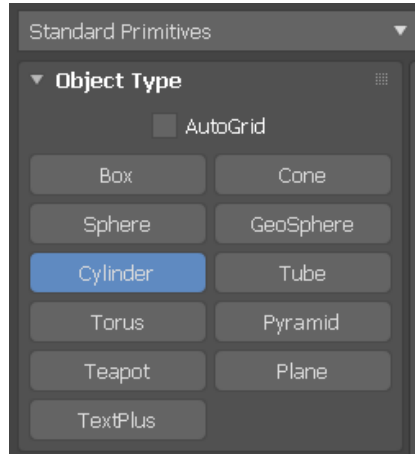 Standard Primitives
Object Type
AutoGrid
Box Cone
Sphere GeoSphere
Cylinder Tube
Torus Pyramid
Teapot Plane
TextPlus